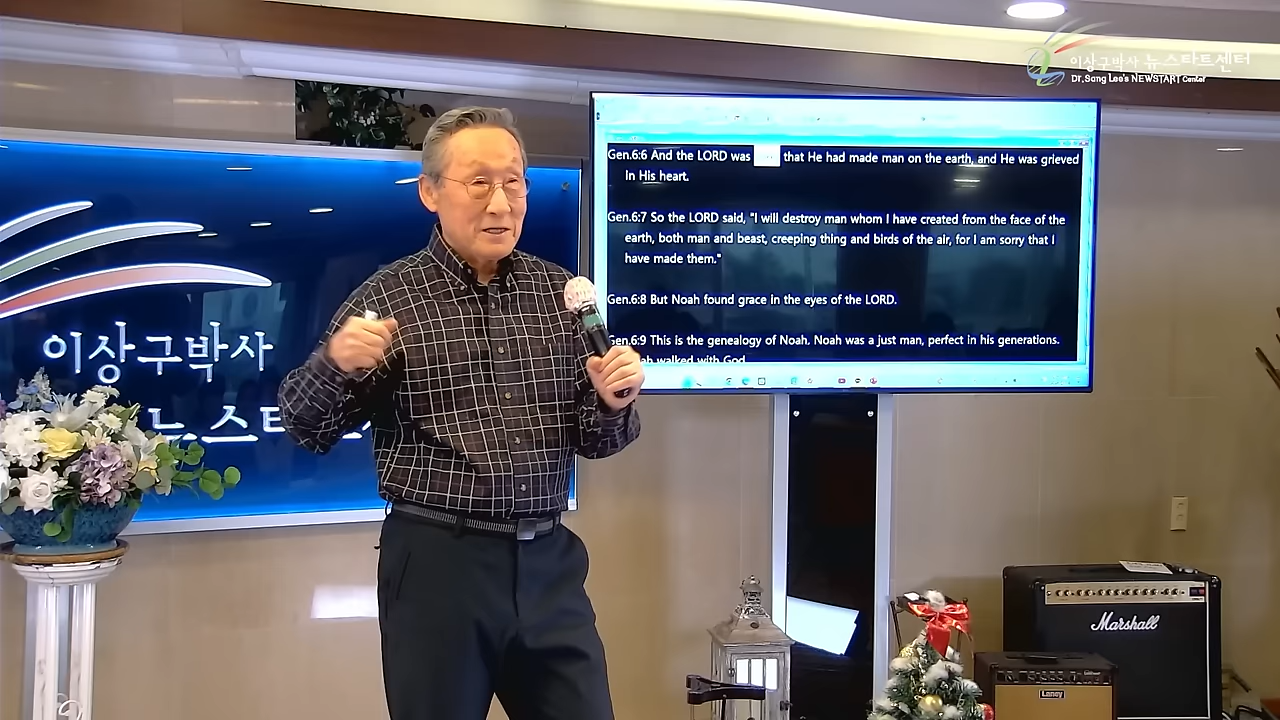 이상구박사 뉴스타트센터
Dr.Sang Lee's NEWSTART Center
Gen.6:6 And the LORD was that He had made man on the earth, and He was grieved
in His heart.
Gen.6:7 So the LORD said, "I will destroy man whom I have created from the face of the
earth, both man and beast, creeping thing and birds of the air, for I am sorry that I
have made them."
Gen.6:8 But Noah found grace in the eyes of the LORD.
Gen.6:9 This is the genealogy of Noah. Noah was a just man, perfect in his generations.
walked with God.
이상구박사
뉴스타
Marshall
Laney